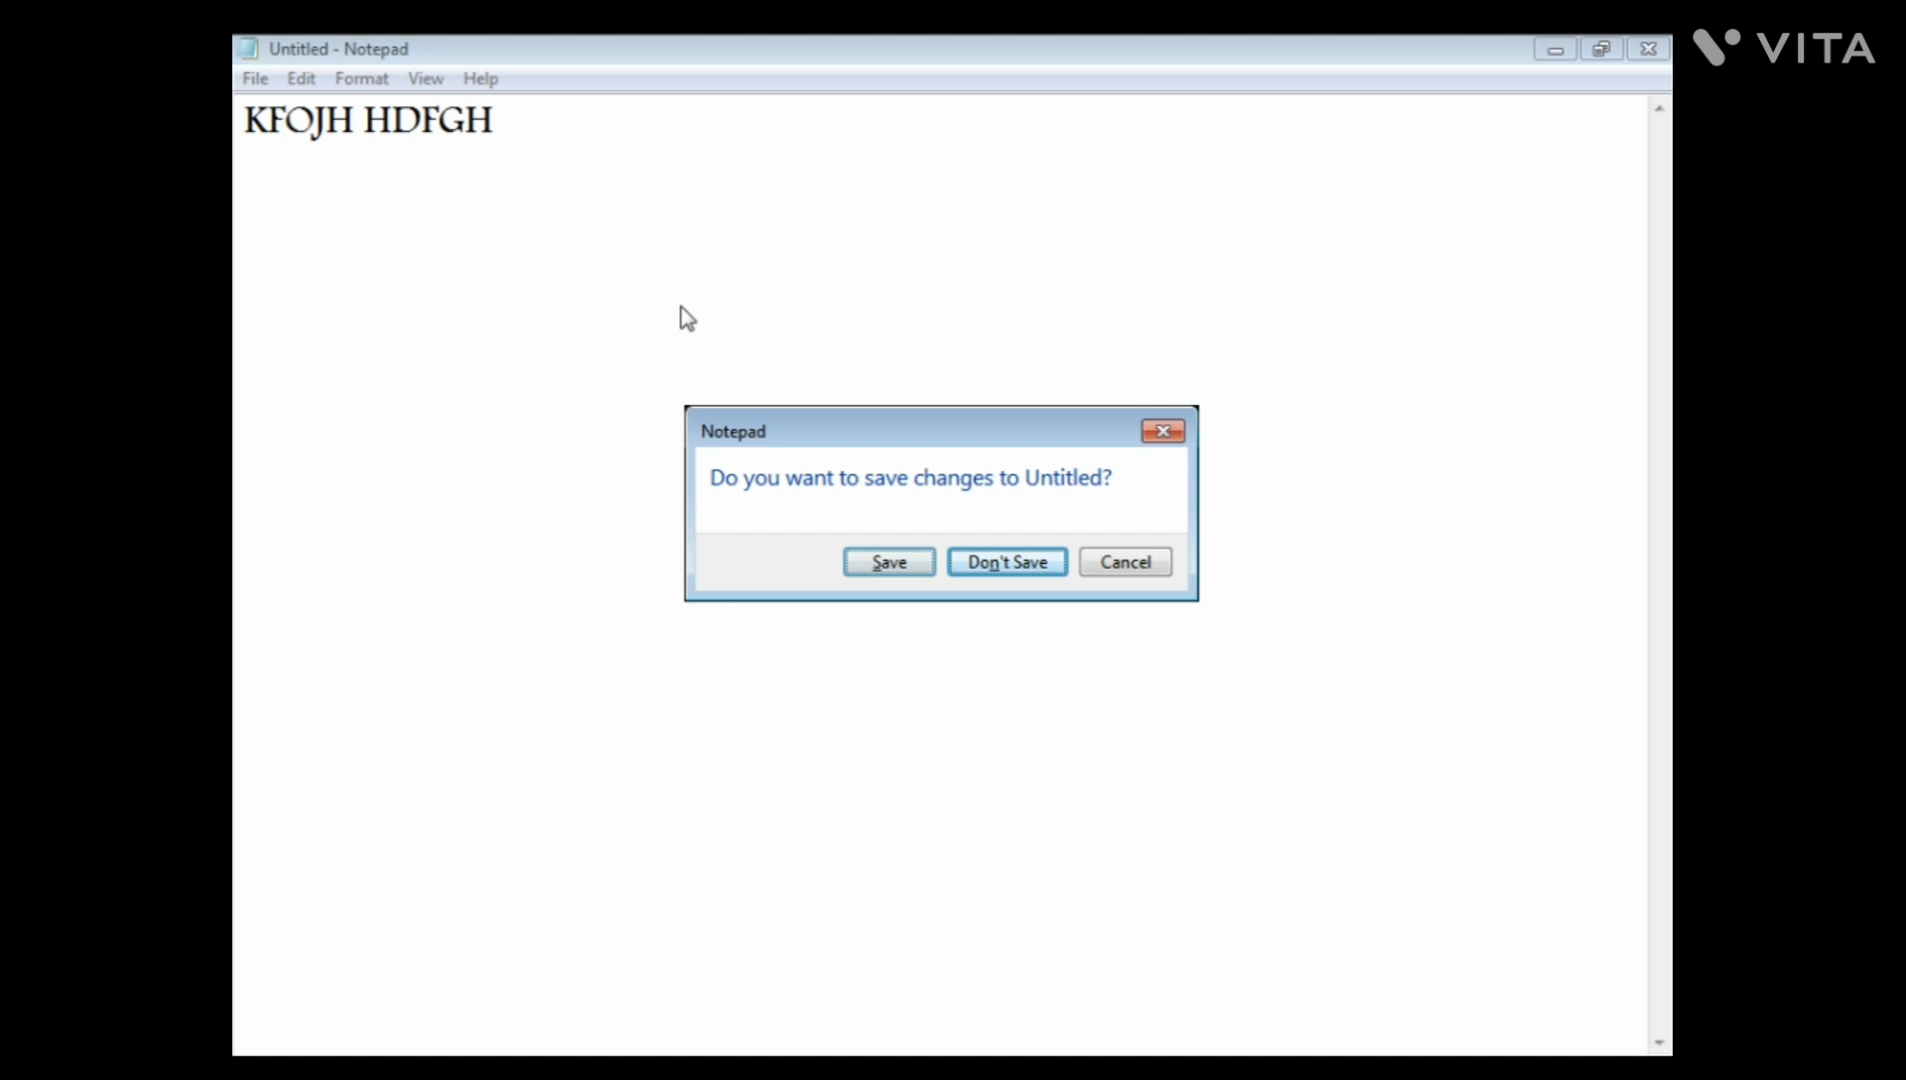 Untitled - Notepad
VITA
File Edit Format View Help
KFOJH HDFGH
Notepad
Do you want to save changes to Untitled?
Save Don't Save Cancel